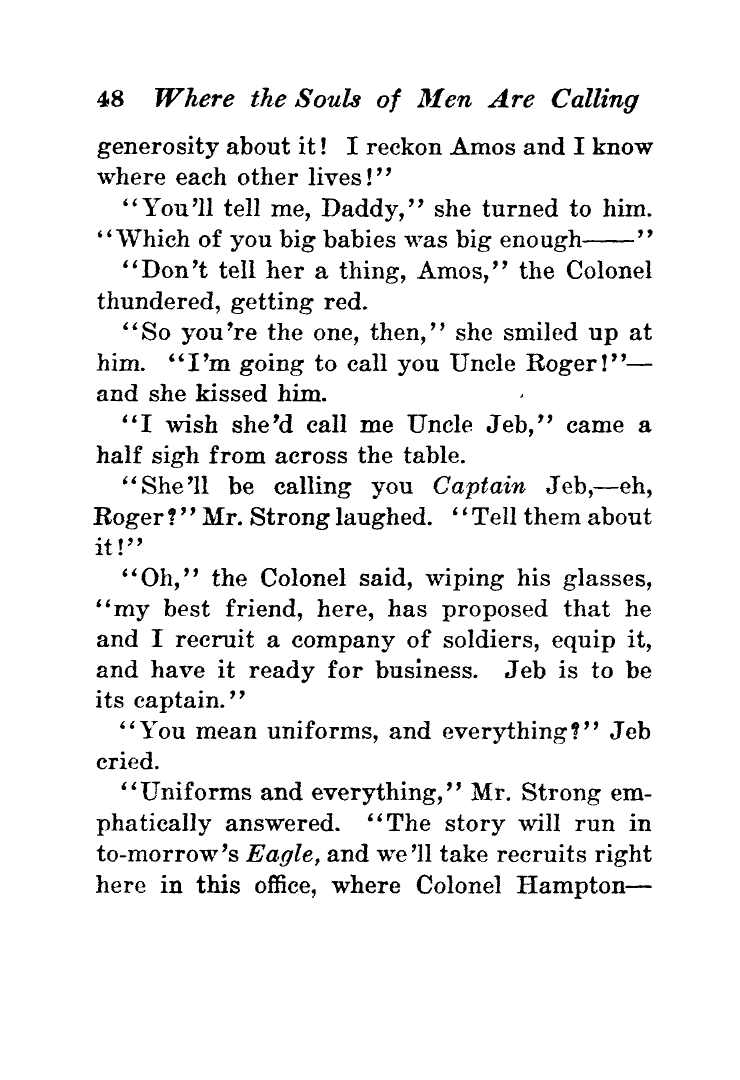 48 Where the Souls of Men Are Calling
generosity about it! I reckon Amos and I know
where each other lives!"
"You'll tell me, Daddy," she turned to him.
"Which of you big babies was big enough——"
"Don't tell her a thing, Amos," the Colonel
thundered, getting red.
"So you're the one, then," she smiled up at
him. "I'm going to call you Uncle Roger!"—
and she kissed him.
"I wish she'd call me Uncle Jeb," came a
half sigh from across the table.
"She'll be calling you Captain Jeb,—eh,
Roger?" Mr. Strong laughed. "Tell them about
it!"
"Oh," the Colonel said, wiping his glasses,
"my best friend, here, has proposed that he
and I recruit a company of soldiers, equip it,
and have it ready for business. Jeb is to be
its captain."
"You mean uniforms, and everything?" Jeb
cried.
"Uniforms and everything," Mr. Strong em-
phatically answered. "The story will run in
to-morrow's Eagle, and we'll take recruits right
here in this office, where Colonel Hampton—